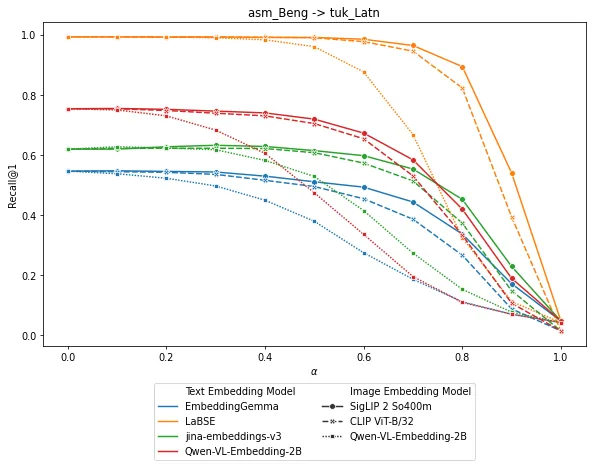 asm_Beng -> tuk_Latn
Recall@1
1.0
0.8
0.6
0.4
0.2
0.0
0.0 0.2 0.4 0.6 0.8 1.0
α
Text Embedding Model Image Embedding Model
EmbeddingGemma SigLIP 2 So400m
LaBSE CLIP ViT-B/32
jina-embeddings-v3 Qwen-VL-Embedding-2B
Qwen-VL-Embedding-2B